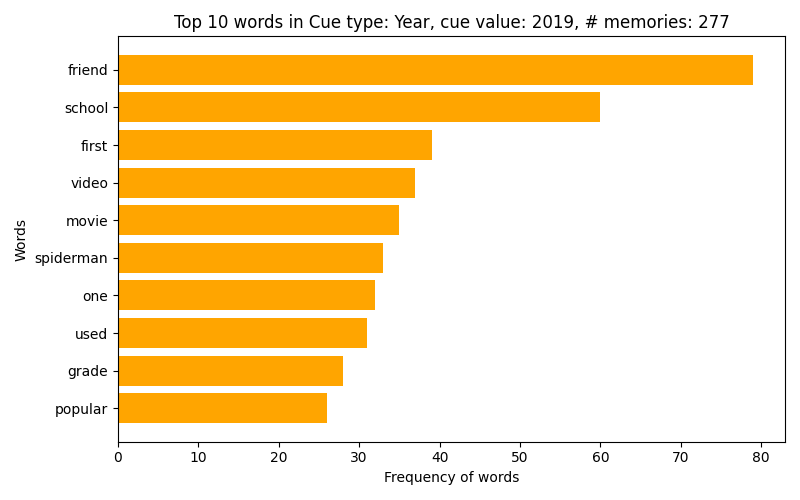 Top 10 words in Cue type: Year, cue value: 2019, # memories: 277
friend
school
first
video
movie
spiderman
one
used
grade
popular
Words
0 10 20 30 40 50 60 70 80
Frequency of words